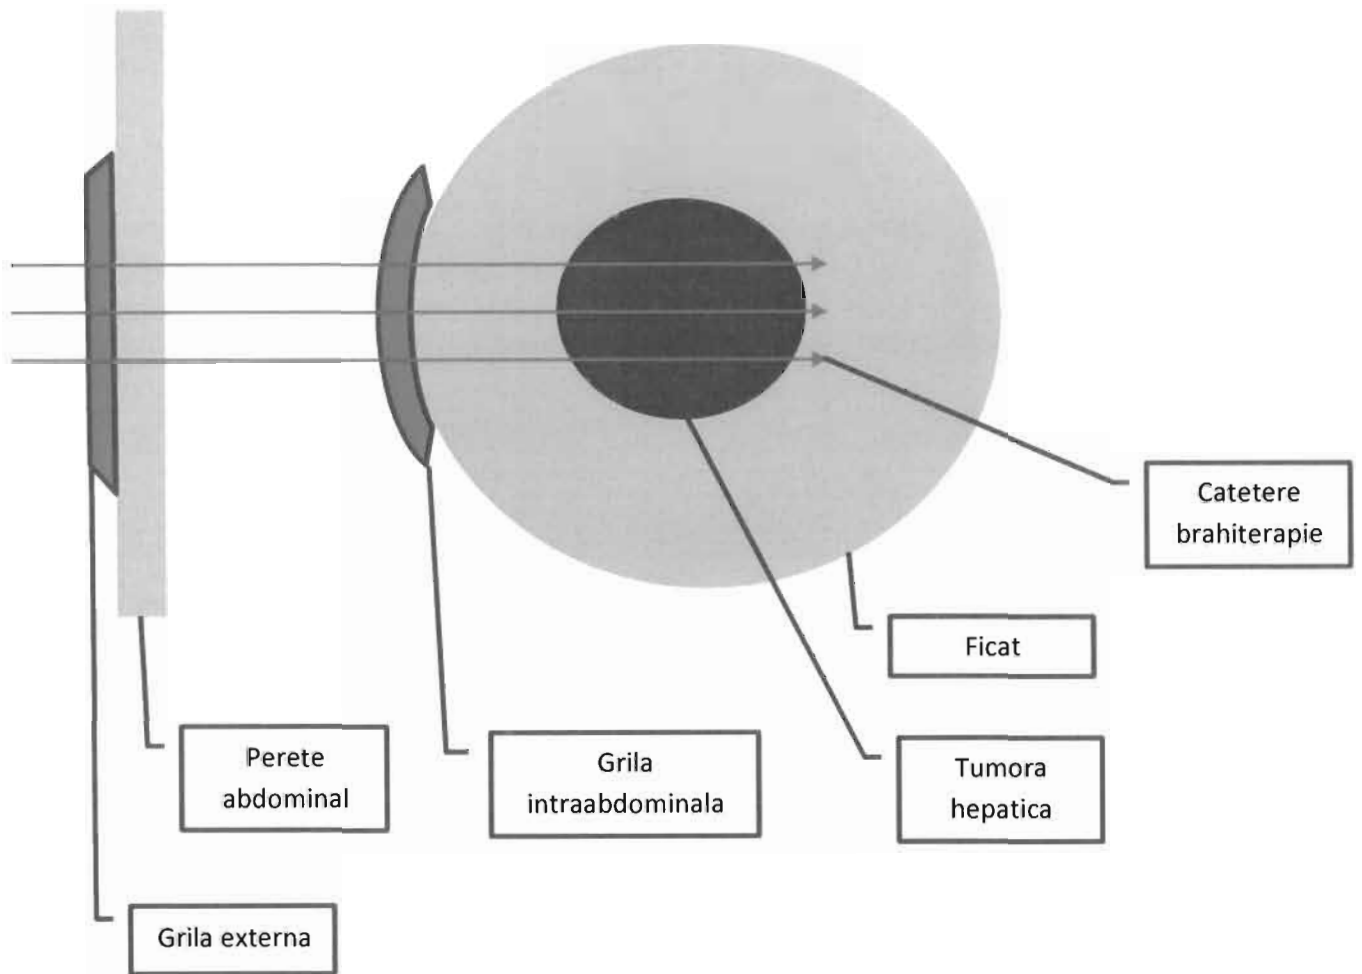 Catetere
brahiterapie
Ficat
Perete
abdominal
Grila
intraabdominala
Tumora
hepatica
Grila externa